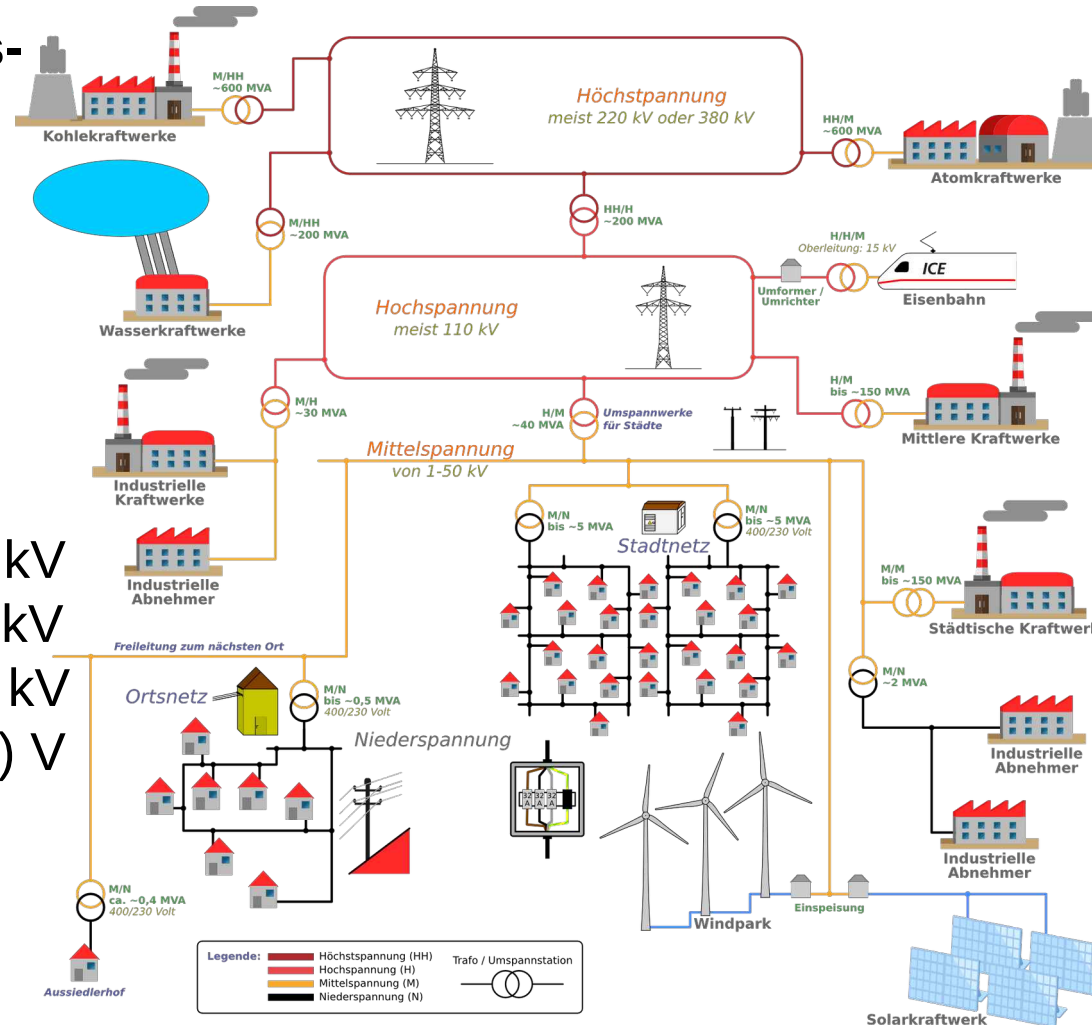 s-
Kohlekraftwerke
M/HH
~600 MVA
Höchstpannung
meist 220 kV oder 380 kV
HH/M
~600 MVA
Atomkraftwerke
M/HH
~200 MVA
Wasserkraftwerke
HH/H
~200 MVA
H/H/M
Oberleitung: 15 kV
ICE
Umformer /
Umrichter
Eisenbahn
Hochspannung
meist 110 kV
M/H
~30 MVA
Industrielle
Kraftwerke
H/M
~40 MVA
Umspannwerke
für Städte
H/M
bis ~150 MVA
Mittlere Kraftwerke
Mittelspannung
von 1-50 kV
Industrielle
Abnehmer
M/N
bis ~5 MVA
Stadtnetz
M/N
bis ~5 MVA
400/230 Volt
M/M
bis ~150 MVA
Städtische Kraftwerk
kV
kV
kV
) V
Freileitung zum nächsten Ort
Ortsnetz
M/N
bis ~0,5 MVA
400/230 Volt
Niederspannung
M/N
~2 MVA
Industrielle
Abnehmer
Industrielle
Abnehmer
32 32 32
A A A
M/N
ca. ~0,4 MVA
400/230 Volt
Aussiedlerhof
Windpark
Einspeisung
Solarkraftwerk
Legende:
Höchstspannung (HH)
Hochspannung (H)
Mittelspannung (M)
Niederspannung (N)
Trafo / Umspannstation